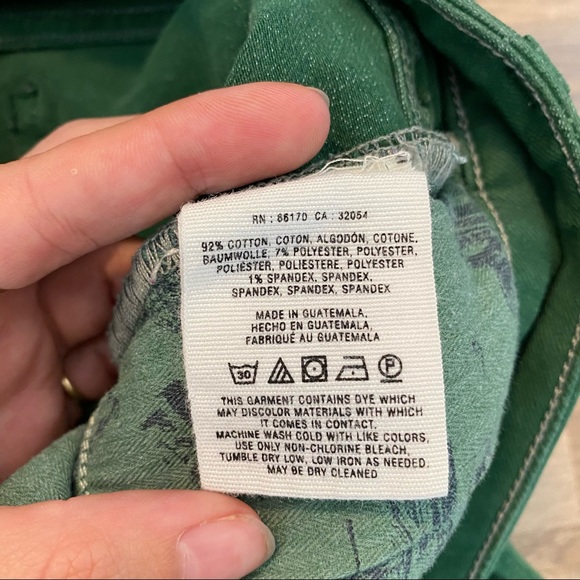 RN : 86170 CA : 32054
92% COTTON, COTON, ALGODÓN, COTONE,
BAUMWOLLE, 7% POLYESTER, POLYESTER,
POLIÉSTER, POLIESTERE, POLYESTER
1% SPANDEX, SPANDEX,
SPANDEX, SPANDEX, SPANDEX
MADE IN GUATEMALA,
HECHO EN GUATEMALA,
FABRIQUÉ AU GUATEMALA
30 P
THIS GARMENT CONTAINS DYE WHICH
MAY DISCOLOR MATERIALS WITH WHICH
IT COMES IN CONTACT.
MACHINE WASH COLD WITH LIKE COLORS,
USE ONLY NON-CHLORINE BLEACH,
TUMBLE DRY LOW, LOW IRON AS NEEDED.
MAY BE DRY CLEANED